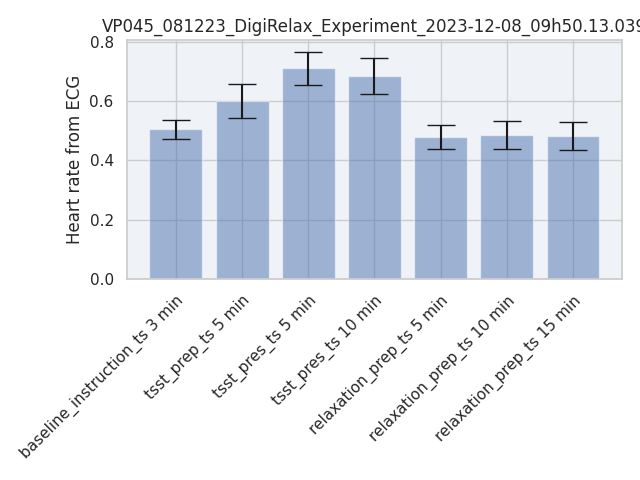 VP045_081223_DigiRelax_Experiment_2023-12-08_09h50.13.039
Heart rate from ECG
0.8
0.6
0.4
0.2
0.0
baseline_instruction_ts 3 min
tsst_prep_ts 5 min
tsst_pres_ts 5 min
tsst_pres_ts 10 min
relaxation_prep_ts 5 min
relaxation_prep_ts 10 min
relaxation_prep_ts 15 min